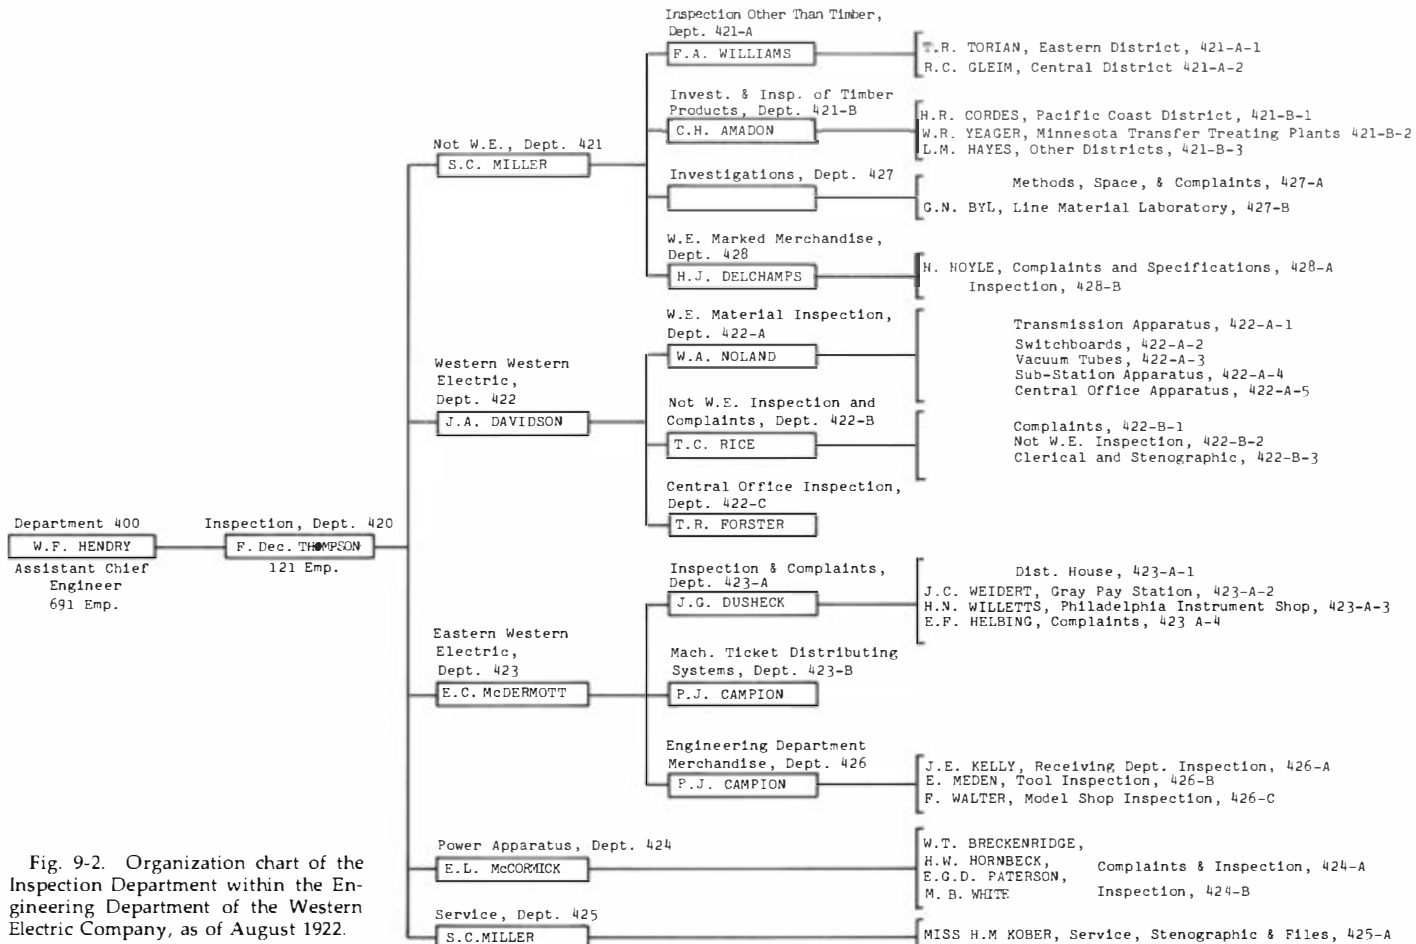 Department 400
W.F. HENDRY
Assistant Chief
Engineer
691 Emp.
Inspection, Dept. 420
F. Dec. THOMPSON
121 Emp.
Not W.E., Dept. 421
S.C. MILLER
Inspection Other Than Timber,
Dept. 421-A
F.A. WILLIAMS
T.R. TORIAN, Eastern District, 421-A-1
R.C. GLEIM, Central District 421-A-2
Invest. & Insp. of Timber
Products, Dept. 421-B
C.H. AMADON
H.R. CORDES, Pacific Coast District, 421-B-1
W.R. YEAGER, Minnesota Transfer Treating Plants 421-B-2
L.M. HAYES, Other Districts, 421-B-3
Investigations, Dept. 427
Methods, Space, & Complaints, 427-A
G.N. BYL, Line Material Laboratory, 427-B
W.E. Marked Merchandise,
Dept. 428
H.J. DELCHAMPS
H. HOYLE, Complaints and Specifications, 428-A
Inspection, 428-B
Western Western
Electric,
Dept. 422
J.A. DAVIDSON
W.E. Material Inspection,
Dept. 422-A
W.A. NOLAND
Transmission Apparatus, 422-A-1
Switchboards, 422-A-2
Vacuum Tubes, 422-A-3
Sub-Station Apparatus, 422-A-4
Central Office Apparatus, 422-A-5
Not W.E. Inspection and
Complaints, Dept. 422-B
T.C. RICE
Complaints, 422-B-1
Not W.E. Inspection, 422-B-2
Clerical and Stenographic, 422-B-3
Central Office Inspection,
Dept. 422-C
T.R. FORSTER
Eastern Western
Electric,
Dept. 423
E.C. McDERMOTT
Inspection & Complaints,
Dept. 423-A
J.G. DUSHECK
Dist. House, 423-A-1
J.C. WEIDERT, Gray Pay Station, 423-A-2
H.N. WILLETTS, Philadelphia Instrument Shop, 423-A-3
E.F. HELBING, Complaints, 423 A-4
Mach. Ticket Distributing
Systems, Dept. 423-B
P.J. CAMPION
Engineering Department
Merchandise, Dept. 426
P.J. CAMPION
J.E. KELLY, Receiving Dept. Inspection, 426-A
E. MEDEN, Tool Inspection, 426-B
F. WALTER, Model Shop Inspection, 426-C
Power Apparatus, Dept. 424
E.L. McCORMICK
W.T. BRECKENRIDGE,
H.W. HORNBECK,
E.G.D. PATERSON,
M. B. WHITE
Complaints & Inspection, 424-A
Inspection, 424-B
Service, Dept. 425
S.C.MILLER
MISS H.M KOBER, Service, Stenographic & Files, 425-A
Fig. 9-2. Organization chart of the
Inspection Department within the En-
gineering Department of the Western
Electric Company, as of August 1922.